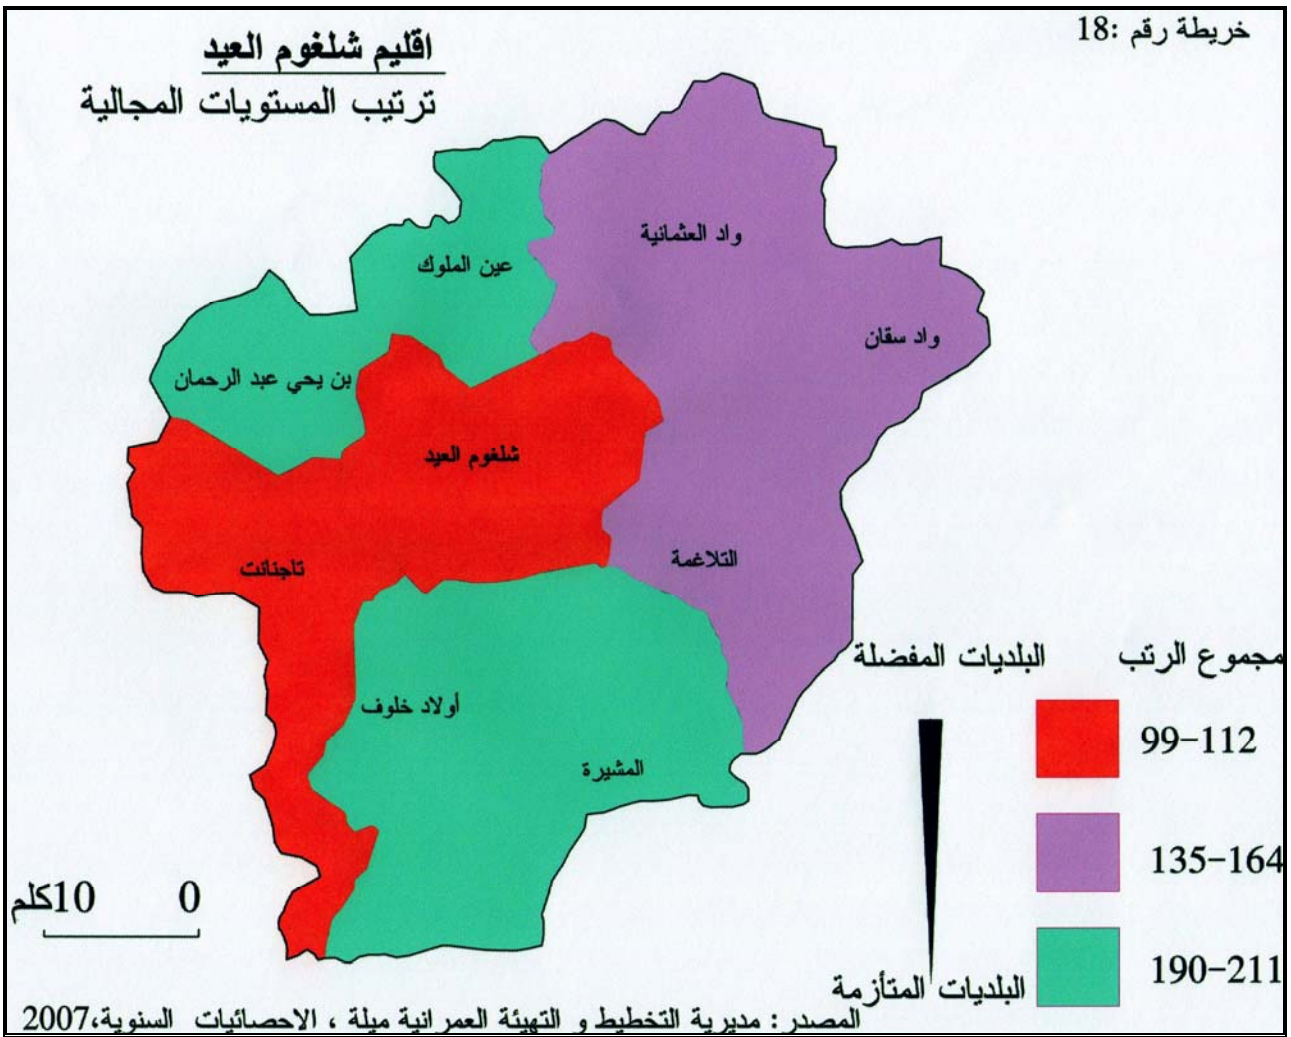 خريطة رقم :18
اقليم شلغوم العيد
ترتيب المستويات المجالية
واد العثمانية
عين الملوك
واد سقان
بن يحي عبد الرحمان
شلغوم العيد
التلاغمة
تاجنانت
أولاد خلوف
المشيرة
مجموع الرتب
البلديات المفضلة
99-112
135-164
190-211
البلديات المتأزمة
0 10كلم
المصدر: مديرية التخطيط و التهيئة العمرانية ميلة ، الاحصائيات السنوية،2007